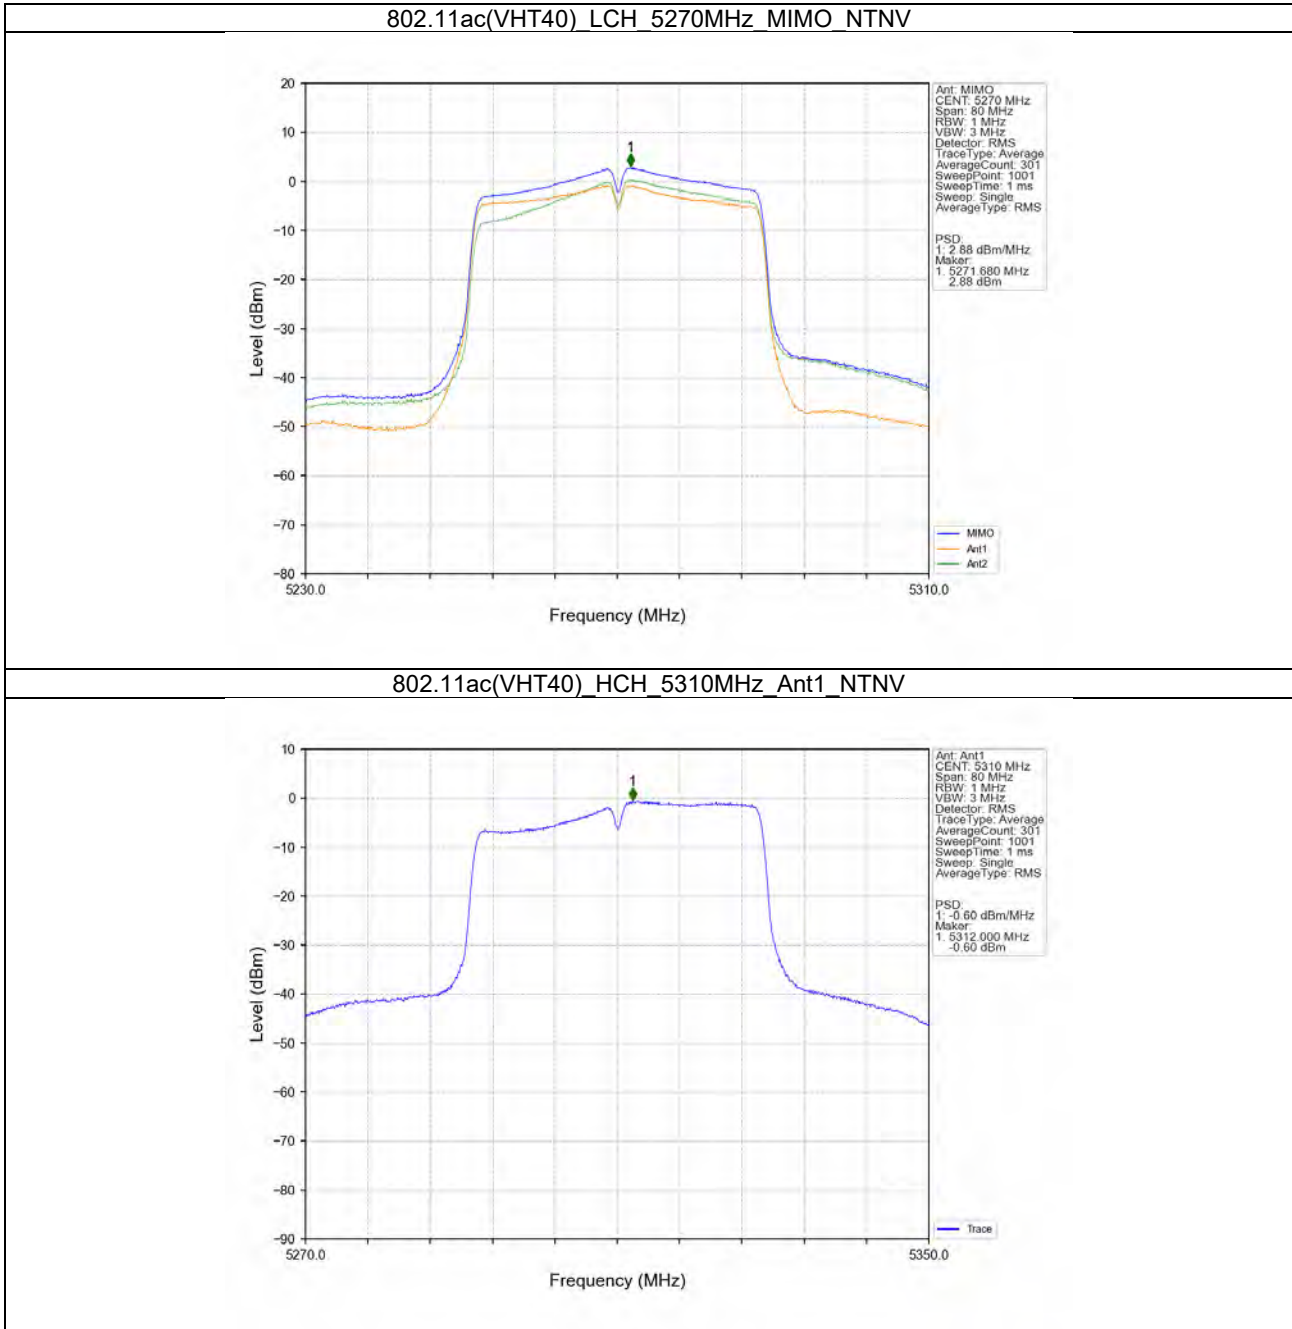 802.11ac(VHT40)_LCH_5270MHz_MIMO_NTNV
20
10
0
−10
−20
−30
−40
−50
−60
−70
−80
Level (dBm)
1
5230.0
5310.0
Frequency (MHz)
Ant: MIMO
CENT: 5270 MHz
Span: 80 MHz
RBW: 1 MHz
VBW: 3 MHz
Detector: RMS
TraceType: Average
AverageCount: 301
SweepPoint: 1001
SweepTime: 1 ms
Sweep: Single
AverageType: RMS
PSD:
1: 2.88 dBm/MHz
Maker:
1. 5271.680 MHz
2.88 dBm
MIMO
Ant1
Ant2
802.11ac(VHT40)_HCH_5310MHz_Ant1_NTNV
10
0
−10
−20
−30
−40
−50
−60
−70
−80
−90
Level (dBm)
1
5270.0
5350.0
Frequency (MHz)
Ant: Ant1
CENT: 5310 MHz
Span: 80 MHz
RBW: 1 MHz
VBW: 3 MHz
Detector: RMS
TraceType: Average
AverageCount: 301
SweepPoint: 1001
SweepTime: 1 ms
Sweep: Single
AverageType: RMS
PSD:
1: -0.60 dBm/MHz
Maker:
1. 5312.000 MHz
-0.60 dBm
Trace